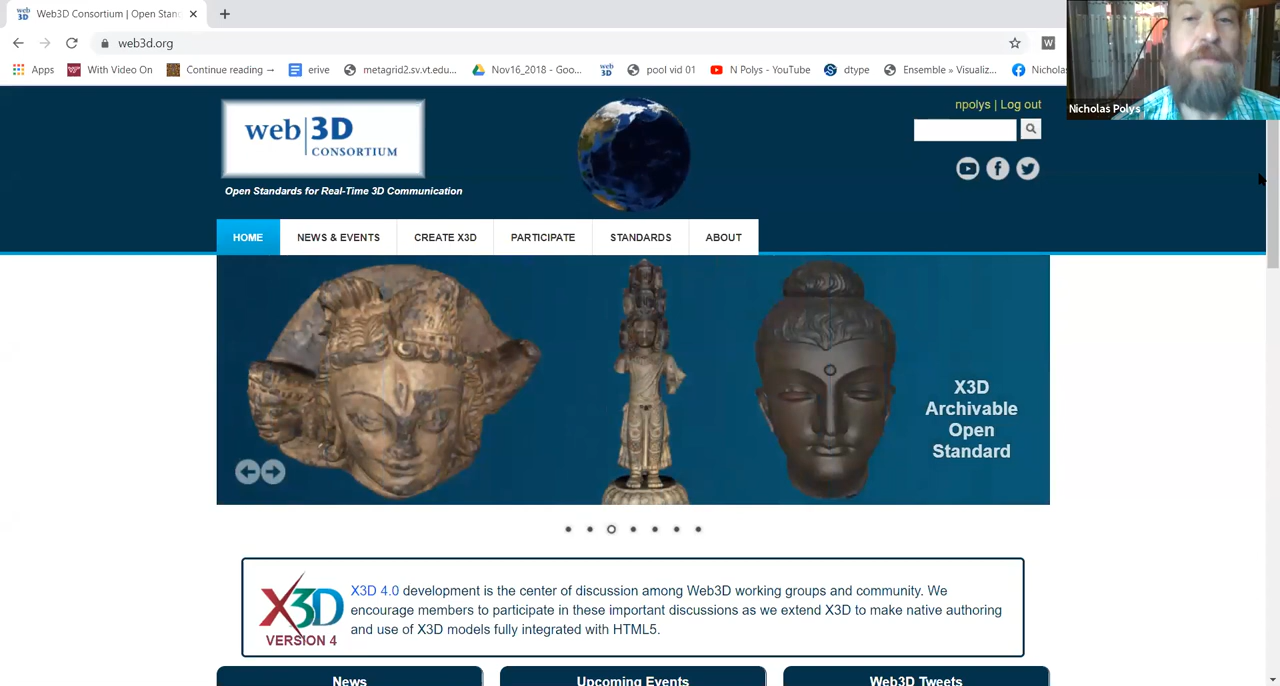 Web3D Consortium | Open Stan
web3d.org
W
Apps
With Video On
Continue reading →
erive
metagrid2.sv.vt.edu...
Nov16_2018 - Goo...
web 3D
pool vid 01
N Polys - YouTube
dtype
Ensemble » Visualiz...
Nichola
Nicholas Polys
npolys | Log out
web 3D
CONSORTIUM
Open Standards for Real-Time 3D Communication
HOME
NEWS & EVENTS
CREATE X3D
PARTICIPATE
STANDARDS
ABOUT
X3D
Archivable
Open
Standard
X3D
VERSION 4
X3D 4.0 development is the center of discussion among Web3D working groups and community. We
encourage members to participate in these important discussions as we extend X3D to make native authoring
and use of X3D models fully integrated with HTML5.
News
Upcoming Events
Web3D Tweets